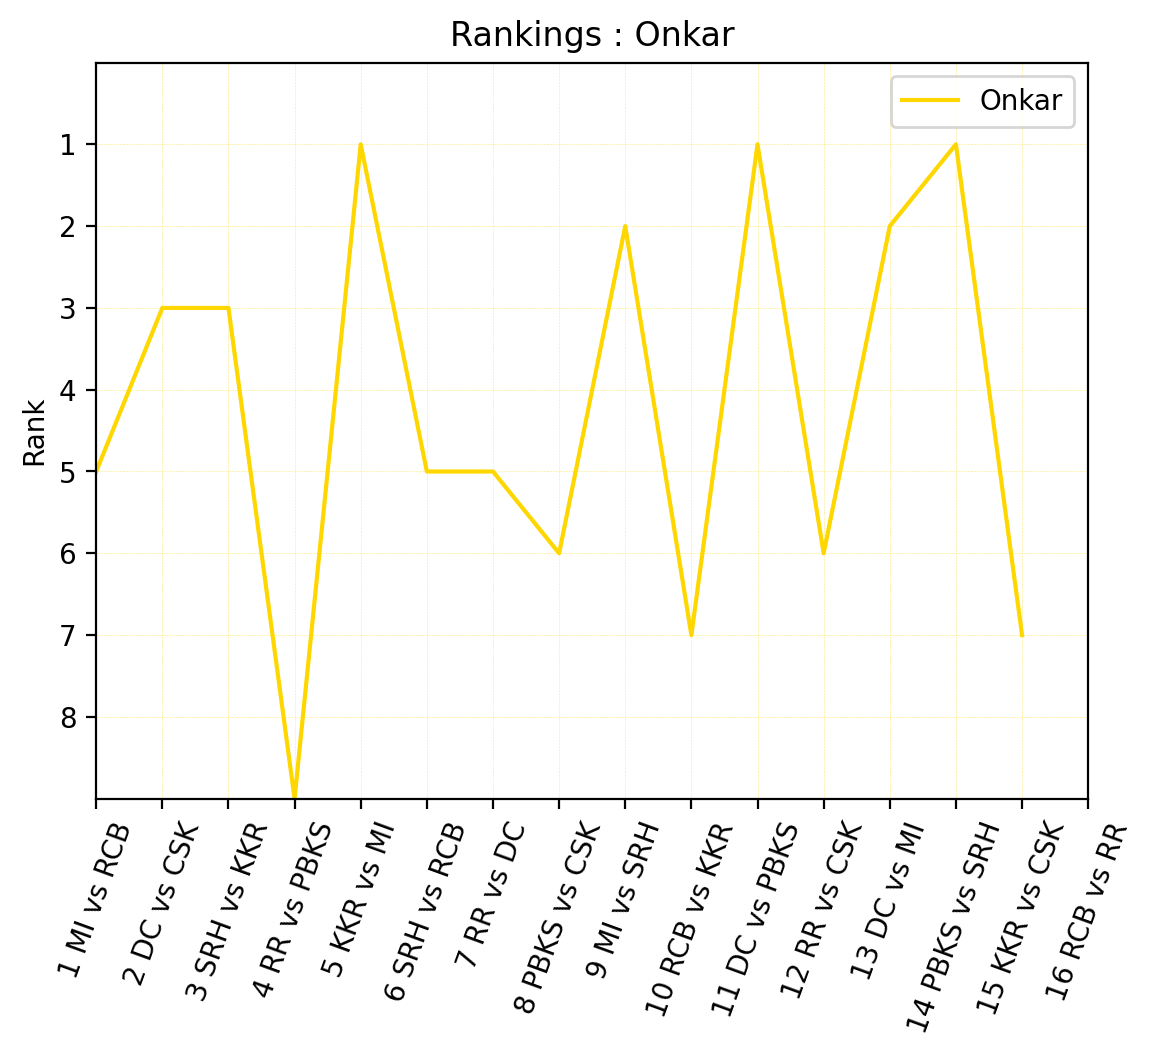 Rankings : Onkar
Onkar
Rank
1
2
3
4
5
6
7
8
1 MI vs RCB
2 DC vs CSK
3 SRH vs KKR
4 RR vs PBKS
5 KKR vs MI
6 SRH vs RCB
7 RR vs DC
8 PBKS vs CSK
9 MI vs SRH
10 RCB vs KKR
11 DC vs PBKS
12 RR vs CSK
13 DC vs MI
14 PBKS vs SRH
15 KKR vs CSK
16 RCB vs RR